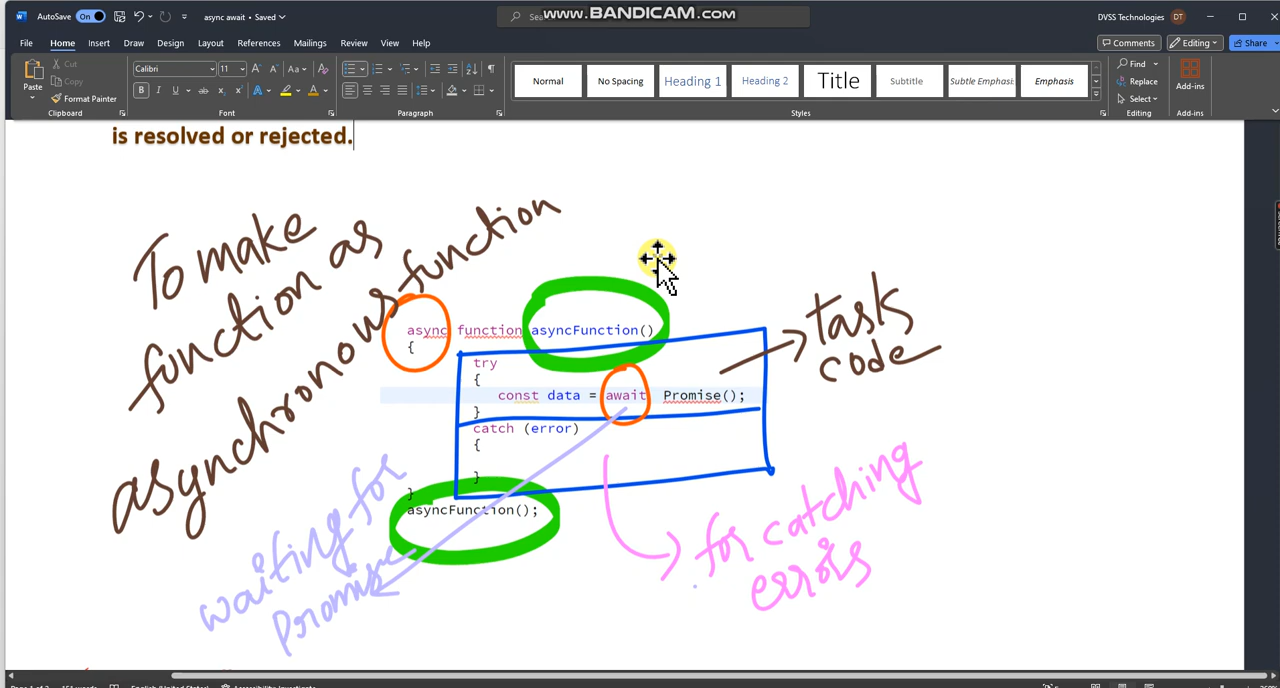 www.BANDICAM.com
AutoSave On async await • Saved Sea DVSS Technologies DT
File Home Insert Draw Design Layout References Mailings Review View Help Comments Editing Share
Paste Cut Copy Format Painter
Calibri 11 Aa
B I U ab
Normal No Spacing Heading 1 Heading 2 Title Subtitle Subtle Emphasis Emphasis
Find Replace Select Add-ins
Clipboard Font Paragraph Styles Editing Add-ins
is resolved or rejected.
To make
function as
asynchronous function
async function asyncFunction()
{
try
{
const data = await Promise();
}
catch (error)
{
}
}
asyncFunction();
tasks
code
waiting for
Promise
for catching
errors